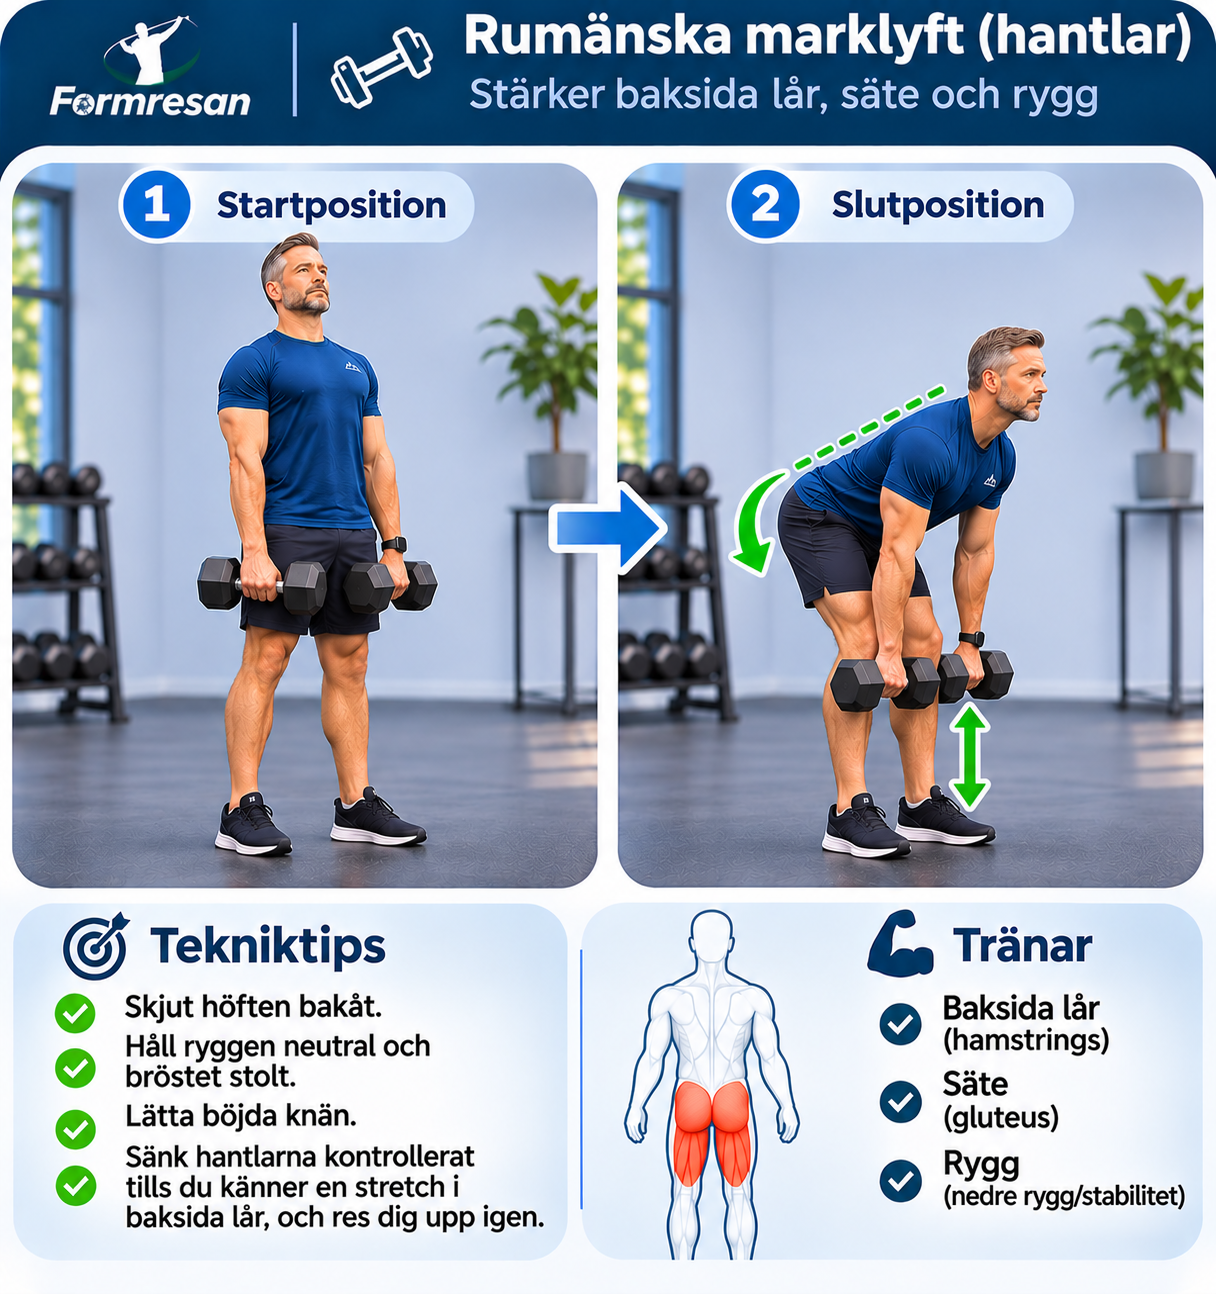 Formresan
Rumänska marklyft (hantlar)
Stärker baksida lår, säte och rygg
1 Startposition
2 Slutposition
Tekniktips
Skjut höften bakåt.
Håll ryggen neutral och
bröstet stolt.
Lätta böjda knän.
Sänk hantlarna kontrollerat
tills du känner en stretch i
baksida lår, och res dig upp igen.
Tränar
Baksida lår
(hamstrings)
Säte
(gluteus)
Rygg
(nedre rygg/stabilitet)